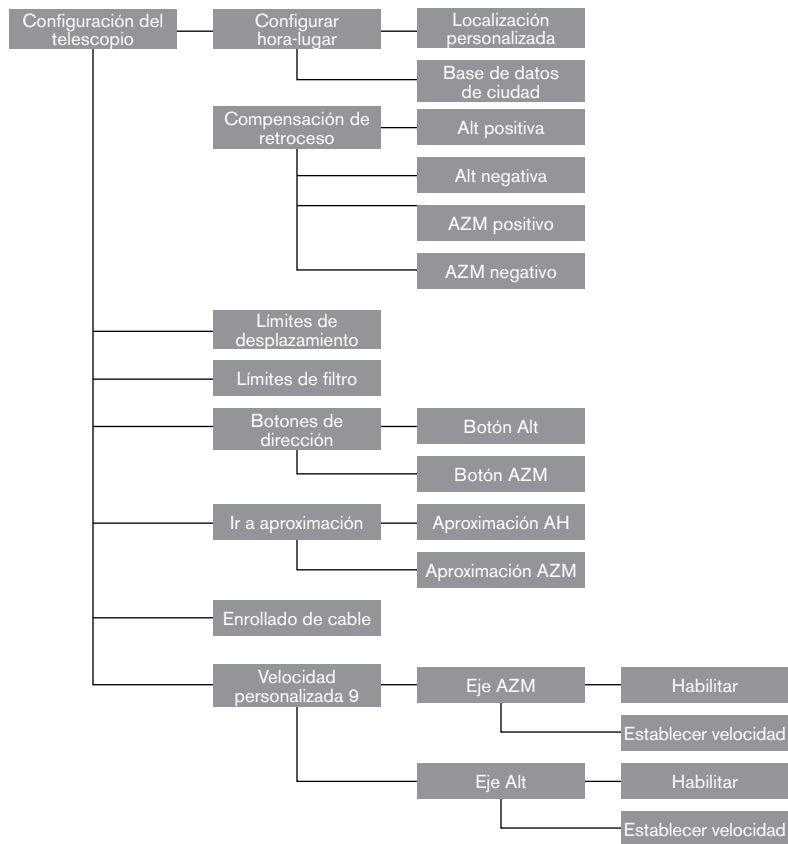 Configuración del
telescopio
Configurar
hora-lugar
Localización
personalizada
Base de datos
de ciudad
Compensación de
retroceso
Alt positiva
Alt negativa
AZM positivo
AZM negativo
Límites de
desplazamiento
Límites de filtro
Botones de
dirección
Botón Alt
Botón AZM
Ir a aproximación
Aproximación AH
Aproximación AZM
Enrollado de cable
Velocidad
personalizada 9
Eje AZM
Habilitar
Establecer velocidad
Eje Alt
Habilitar
Establecer velocidad